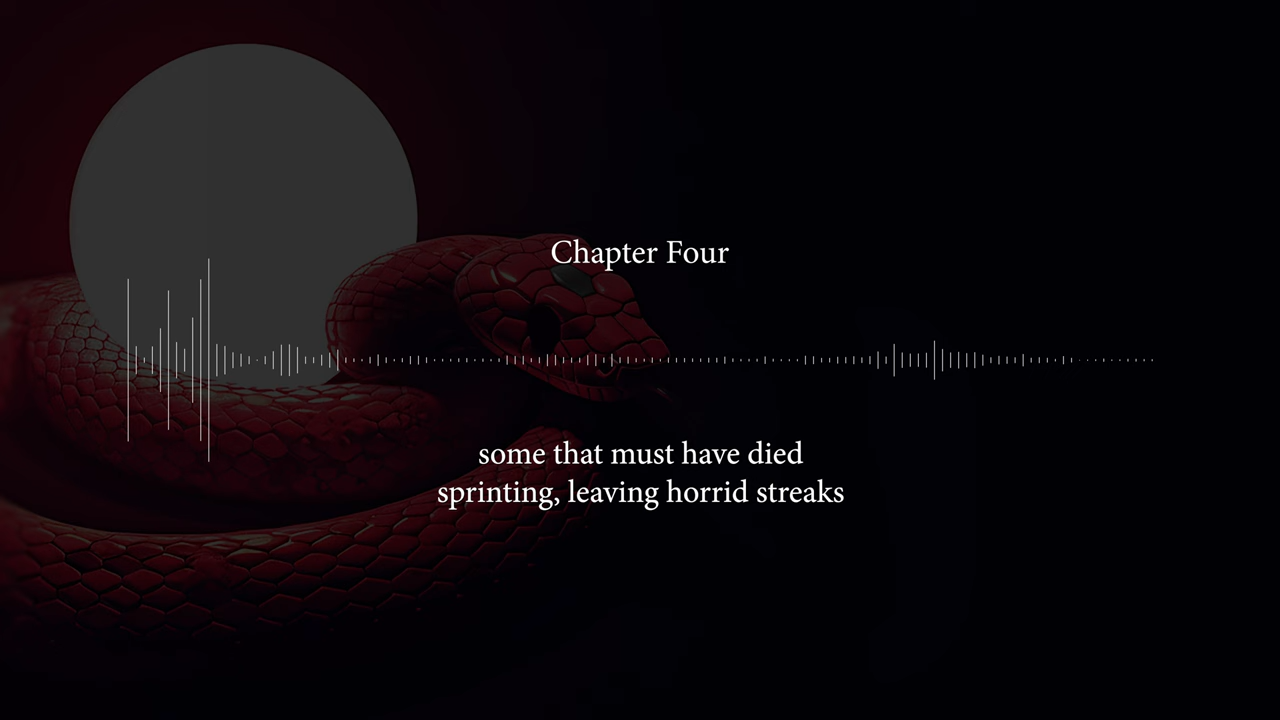 Chapter Four
some that must have died
sprinting, leaving horrid streaks